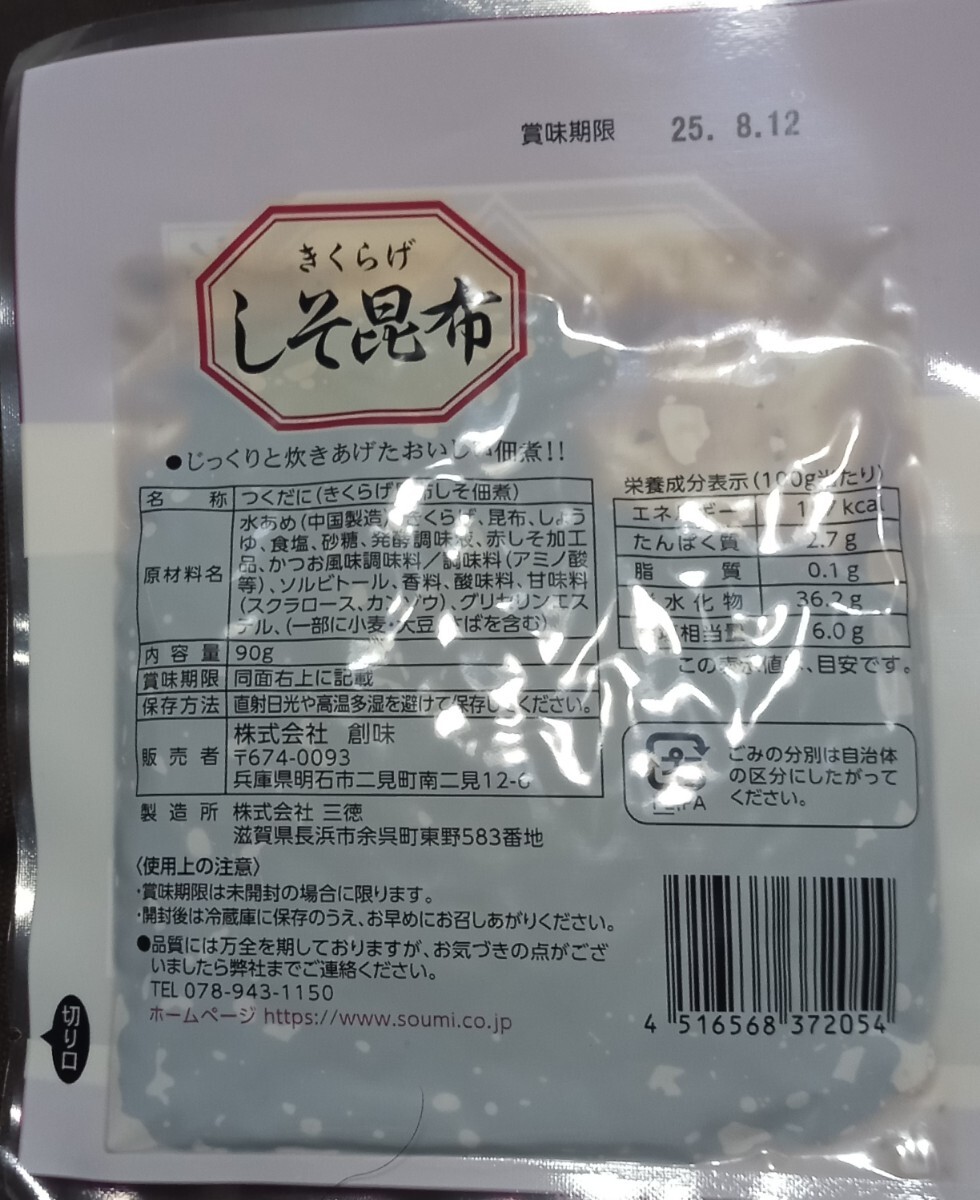 賞味期限 25. 8.12
きくらげ
しそ昆布
●じっくりと炊きあげたおいしい佃煮!!
名 称 つくだに(きくらげ しそ佃煮)
原材料名 水あめ(中国製造)、きくらげ、昆布、しょう
ゆ、食塩、砂糖、発酵調味液、赤しそ加工
品、かつお風味調味料/調味料(アミノ酸
等)、ソルビトール、香料、酸味料、甘味料
(スクラロース、カンゾウ)、グリセリンエス
テル、(一部に小麦・大豆・さばを含む)
内容量 90g
賞味期限 同面右上に記載
保存方法 直射日光や高温多湿を避けて保存してください。
販売者 株式会社 創味
〒674-0093
兵庫県明石市二見町南二見12-6
製造所 株式会社 三徳
滋賀県長浜市余呉町東野583番地
〈使用上の注意〉
・賞味期限は未開封の場合に限ります。
・開封後は冷蔵庫に保存のうえ、お早めにお召しあがりください。
●品質には万全を期しておりますが、お気づきの点がござ
いましたら弊社までご連絡ください。
TEL 078-943-1150
ホームページ https://www.soumi.co.jp
切り口
栄養成分表示(100g当たり)
エネルギー kcal
たんぱく質 2.7g
脂 質 0.1g
水化物 36.2g
相当量 6.0g
この表示値は、目安です。
プラ
PA
ごみの分別は自治体
の区分にしたがって
ください。
4 516568 372054